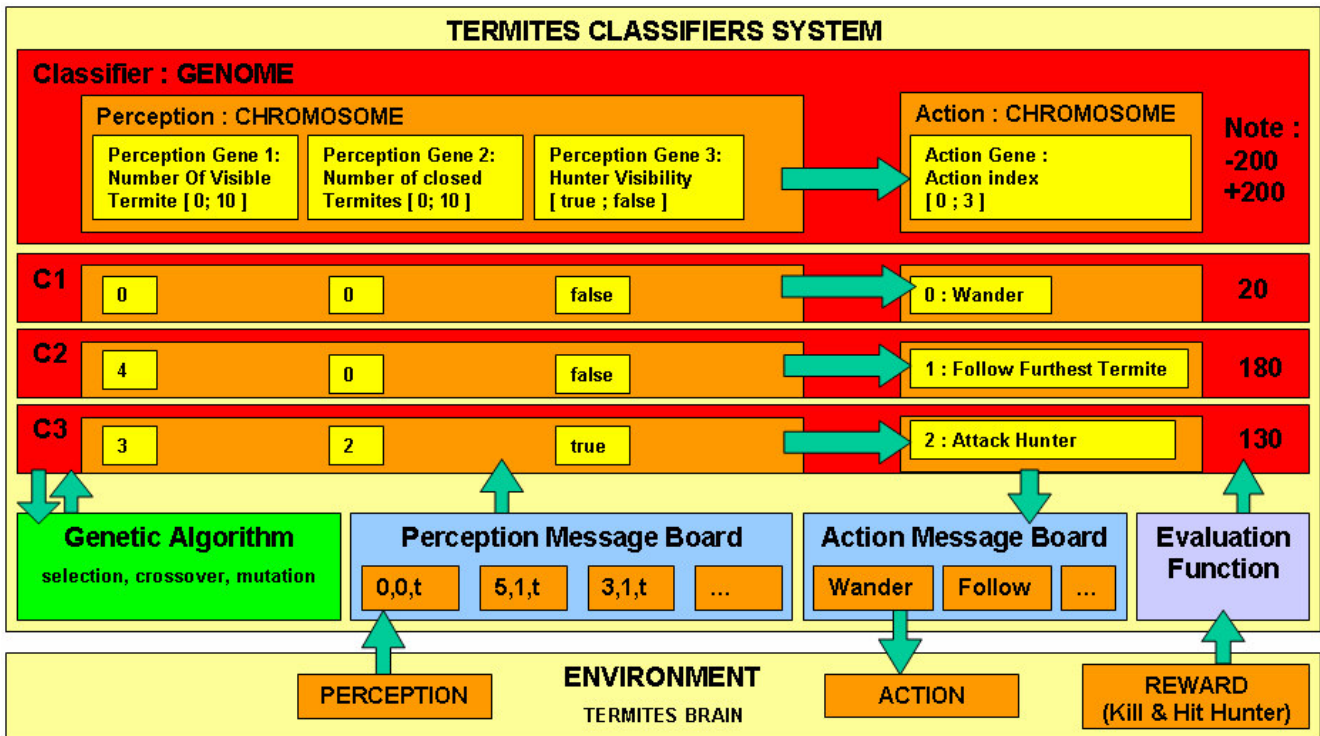 TERMITES CLASSIFIERS SYSTEM
Classifier : GENOME
Perception : CHROMOSOME
Perception Gene 1:
Number Of Visible
Termite [ 0; 10 ]
Perception Gene 2:
Number of closed
Termites [ 0; 10 ]
Perception Gene 3:
Hunter Visibility
[ true ; false ]
Action : CHROMOSOME
Action Gene :
Action index
[ 0 ; 3 ]
Note :
-200
+200
C1
0
0
false
0 : Wander
20
C2
4
0
false
1 : Follow Furthest Termite
180
C3
3
2
true
2 : Attack Hunter
130
Genetic Algorithm
selection, crossover, mutation
Perception Message Board
0,0,t
5,1,t
3,1,t
...
Action Message Board
Wander
Follow
...
Evaluation
Function
ENVIRONMENT
TERMITES BRAIN
PERCEPTION
ACTION
REWARD
(Kill & Hit Hunter)